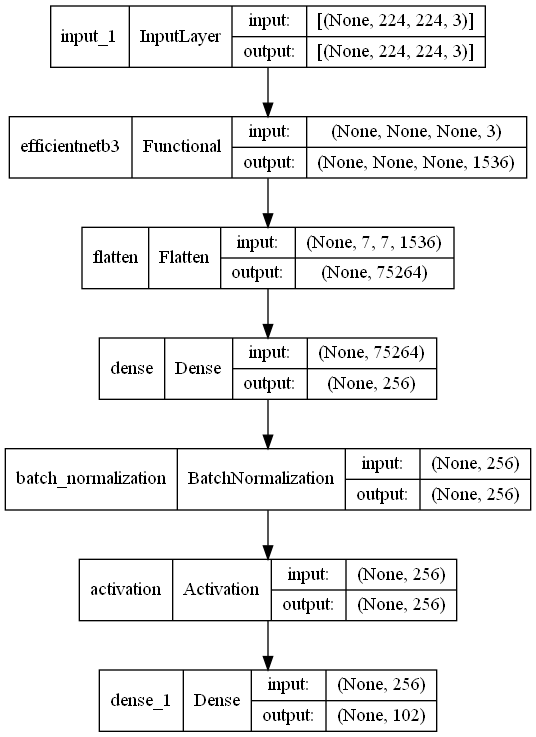 input_1 InputLayer input: [(None, 224, 224, 3)]
output: [(None, 224, 224, 3)]
efficientnetb3 Functional input: (None, None, None, 3)
output: (None, None, None, 1536)
flatten Flatten input: (None, 7, 7, 1536)
output: (None, 75264)
dense Dense input: (None, 75264)
output: (None, 256)
batch_normalization BatchNormalization input: (None, 256)
output: (None, 256)
activation Activation input: (None, 256)
output: (None, 256)
dense_1 Dense input: (None, 256)
output: (None, 102)